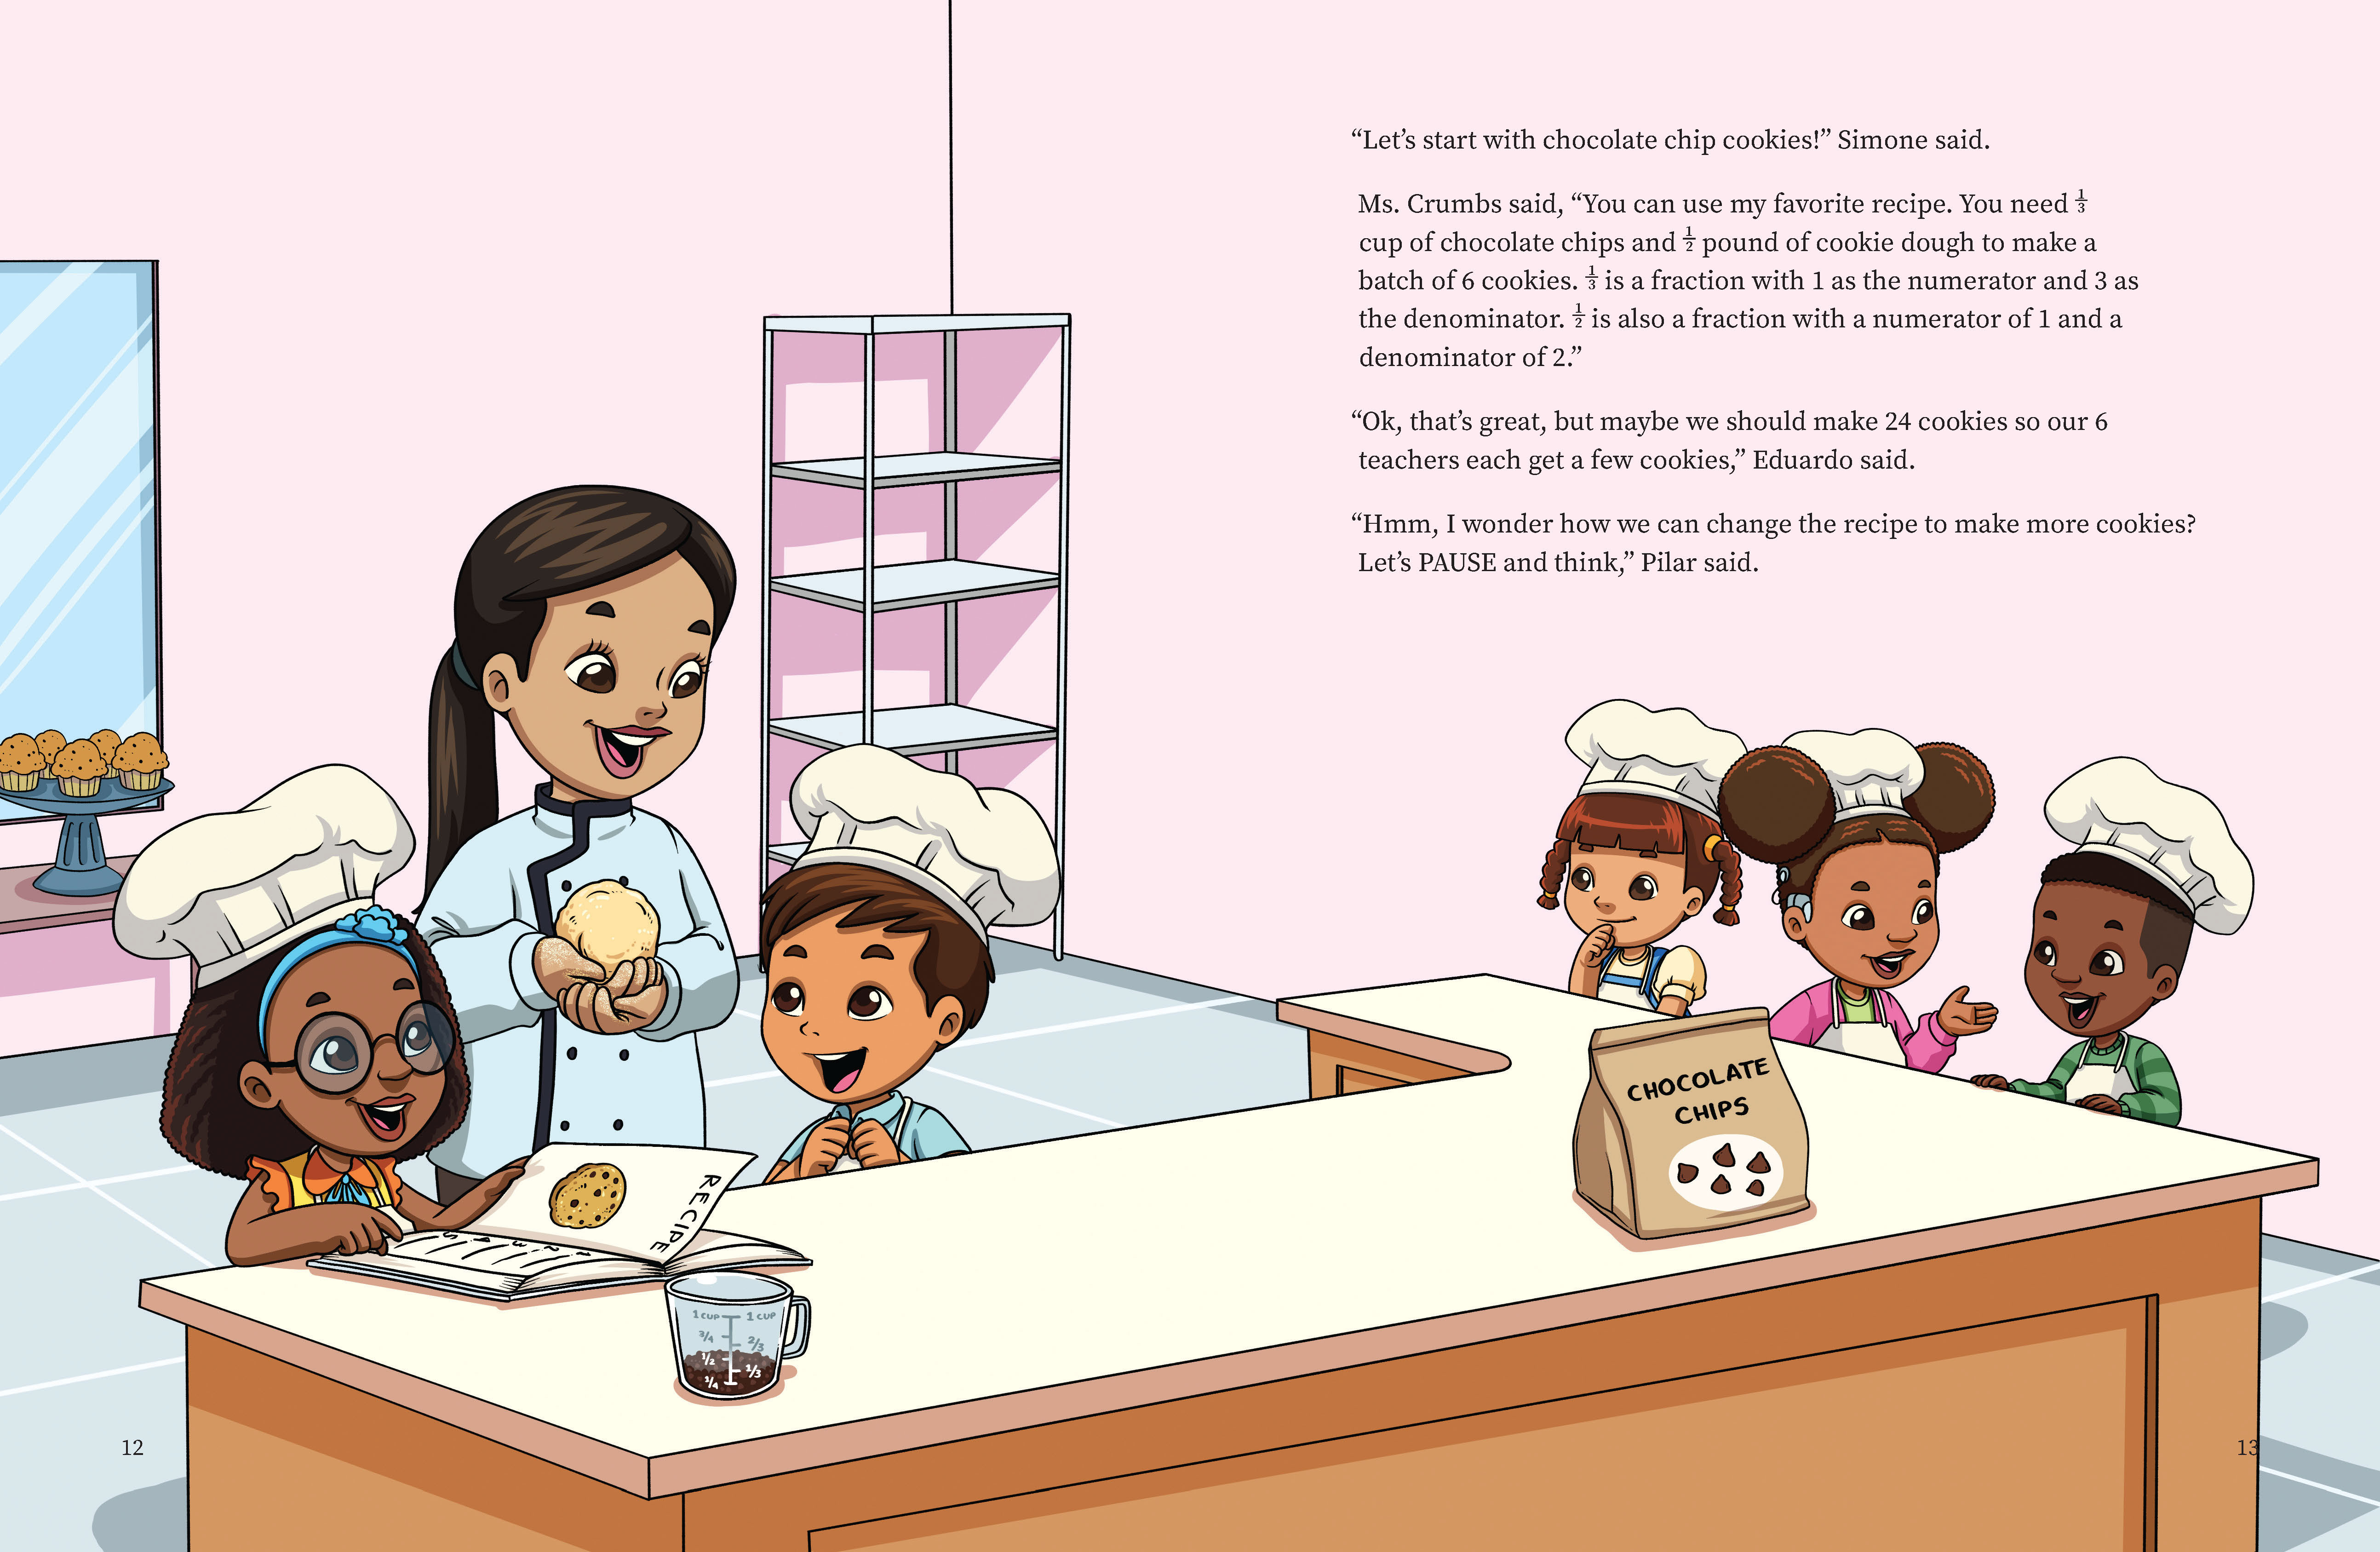 “Let’s start with chocolate chip cookies!” Simone said.
Ms. Crumbs said, “You can use my favorite recipe. You need 1/3
cup of chocolate chips and 1/2 pound of cookie dough to make a
batch of 6 cookies. 1/3 is a fraction with 1 as the numerator and 3 as
the denominator. 1/2 is also a fraction with a numerator of 1 and a
denominator of 2.”
“Ok, that’s great, but maybe we should make 24 cookies so our 6
teachers each get a few cookies,” Eduardo said.
“Hmm, I wonder how we can change the recipe to make more cookies?
Let’s PAUSE and think,” Pilar said.
CHOCOLATE
CHIPS
RECIPE
5 4 3 2 1
1 CUP 1 CUP
3/4 2/3
1/2 1/3
1/4
12
13